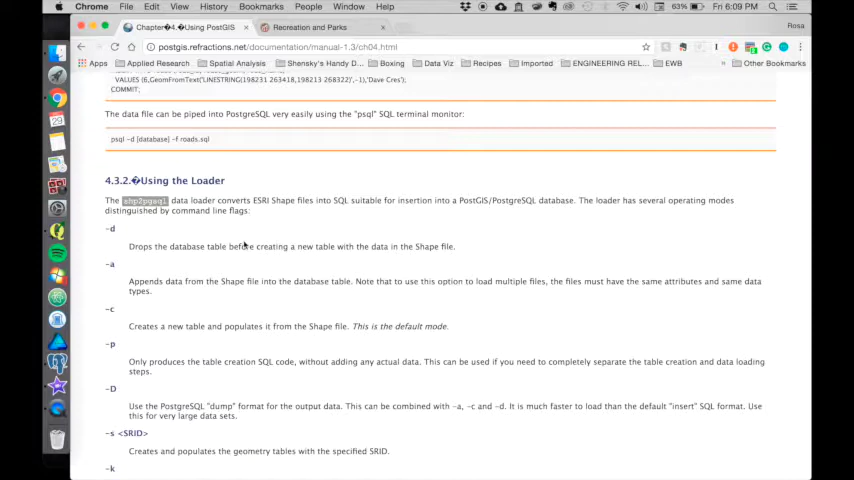 Chrome File Edit View History Bookmarks People Window Help 63% Fri 6:09 PM
Chapter�4.�Using PostGIS Recreation and Parks Rosa
postgis.refractions.net/documentation/manual-1.3/ch04.html
Apps Applied Research Spatial Analysis Shensky's Handy D... Boxing Data Viz Recipes Imported ENGINEERING REL... EWB » Other Bookmarks
VALUES (6,GeomFromText('LINESTRING(198231 263418,198213 268322)',-1),'Dave Cres');
COMMIT;
The data file can be piped into PostgreSQL very easily using the "psql" SQL terminal monitor:
psql -d [database] -f roads.sql
4.3.2.�Using the Loader
The shp2pgsql data loader converts ESRI Shape files into SQL suitable for insertion into a PostGIS/PostgreSQL database. The loader has several operating modes
distinguished by command line flags:
-d
Drops the database table before creating a new table with the data in the Shape file.
-a
Appends data from the Shape file into the database table. Note that to use this option to load multiple files, the files must have the same attributes and same data
types.
-c
Creates a new table and populates it from the Shape file. This is the default mode.
-p
Only produces the table creation SQL code, without adding any actual data. This can be used if you need to completely separate the table creation and data loading
steps.
-D
Use the PostgreSQL "dump" format for the output data. This can be combined with -a, -c and -d. It is much faster to load than the default "insert" SQL format. Use
this for very large data sets.
-s <SRID>
Creates and populates the geometry tables with the specified SRID.
-k